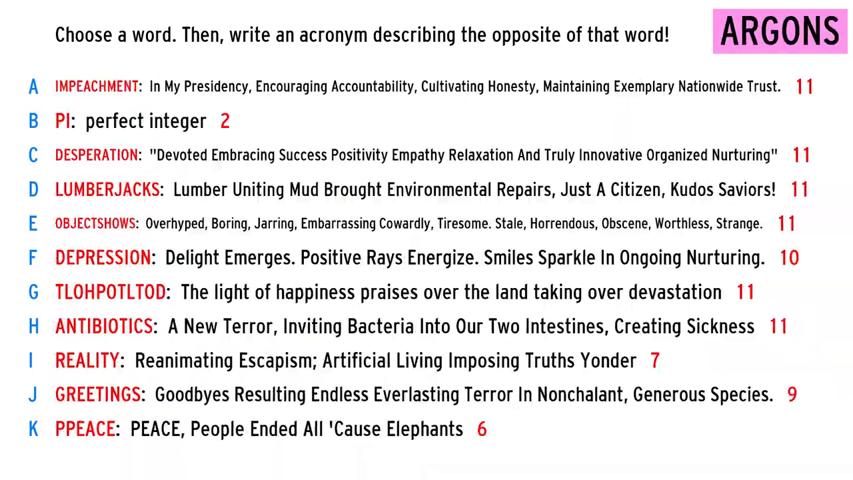 Choose a word. Then, write an acronym describing the opposite of that word!
ARGONS
A IMPEACHMENT: In My Presidency, Encouraging Accountability, Cultivating Honesty, Maintaining Exemplary Nationwide Trust. 11
B PI: perfect integer 2
C DESPERATION: "Devoted Embracing Success Positivity Empathy Relaxation And Truly Innovative Organized Nurturing" 11
D LUMBERJACKS: Lumber Uniting Mud Brought Environmental Repairs, Just A Citizen, Kudos Saviors! 11
E OBJECTSHOWS: Overhyped, Boring, Jarring, Embarrassing Cowardly, Tiresome. Stale, Horrendous, Obscene, Worthless, Strange. 11
F DEPRESSION: Delight Emerges. Positive Rays Energize. Smiles Sparkle In Ongoing Nurturing. 10
G TLOHPOTLTOD: The light of happiness praises over the land taking over devastation 11
H ANTIBIOTICS: A New Terror, Inviting Bacteria Into Our Two Intestines, Creating Sickness 11
I REALITY: Reanimating Escapism; Artificial Living Imposing Truths Yonder 7
J GREETINGS: Goodbyes Resulting Endless Everlasting Terror In Nonchalant, Generous Species. 9
K PPEACE: PEACE, People Ended All 'Cause Elephants 6